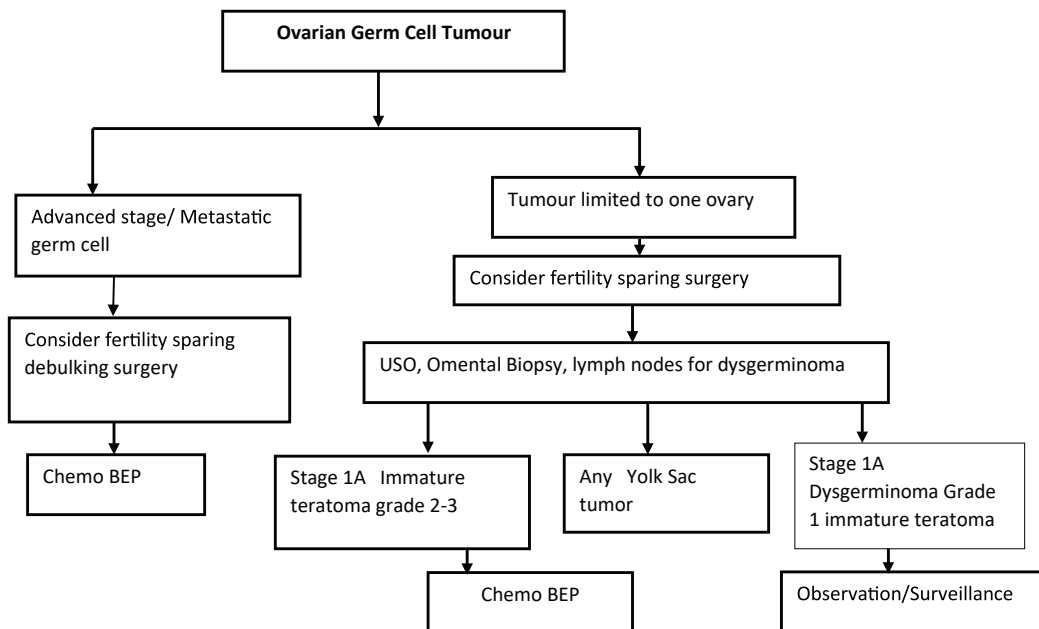 Ovarian Germ Cell Tumour
Advanced stage/ Metastatic
germ cell
Tumour limited to one ovary
Consider fertility sparing surgery
Consider fertility sparing
debulking surgery
USO, Omental Biopsy, lymph nodes for dysgerminoma
Chemo BEP
Stage 1A Immature
teratoma grade 2-3
Any Yolk Sac
tumor
Stage 1A
Dysgerminoma Grade
1 immature teratoma
Chemo BEP
Observation/Surveillance